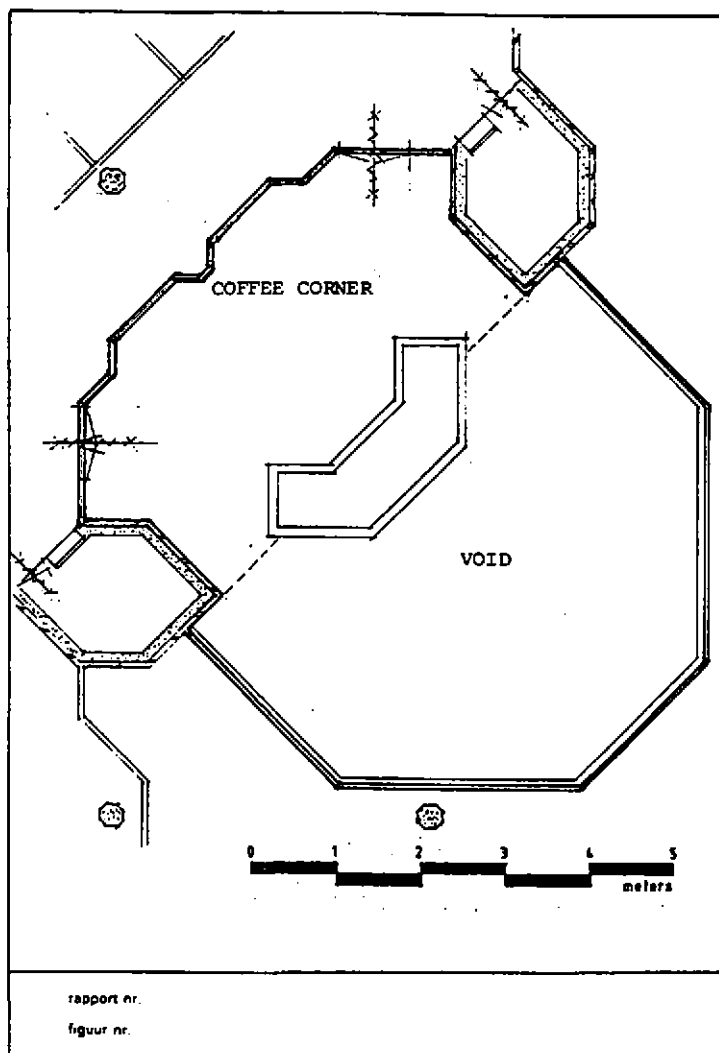 COFFEE CORNER
VOID
0 1 2 3 4 5
meters
rapport nr.
figuur nr.